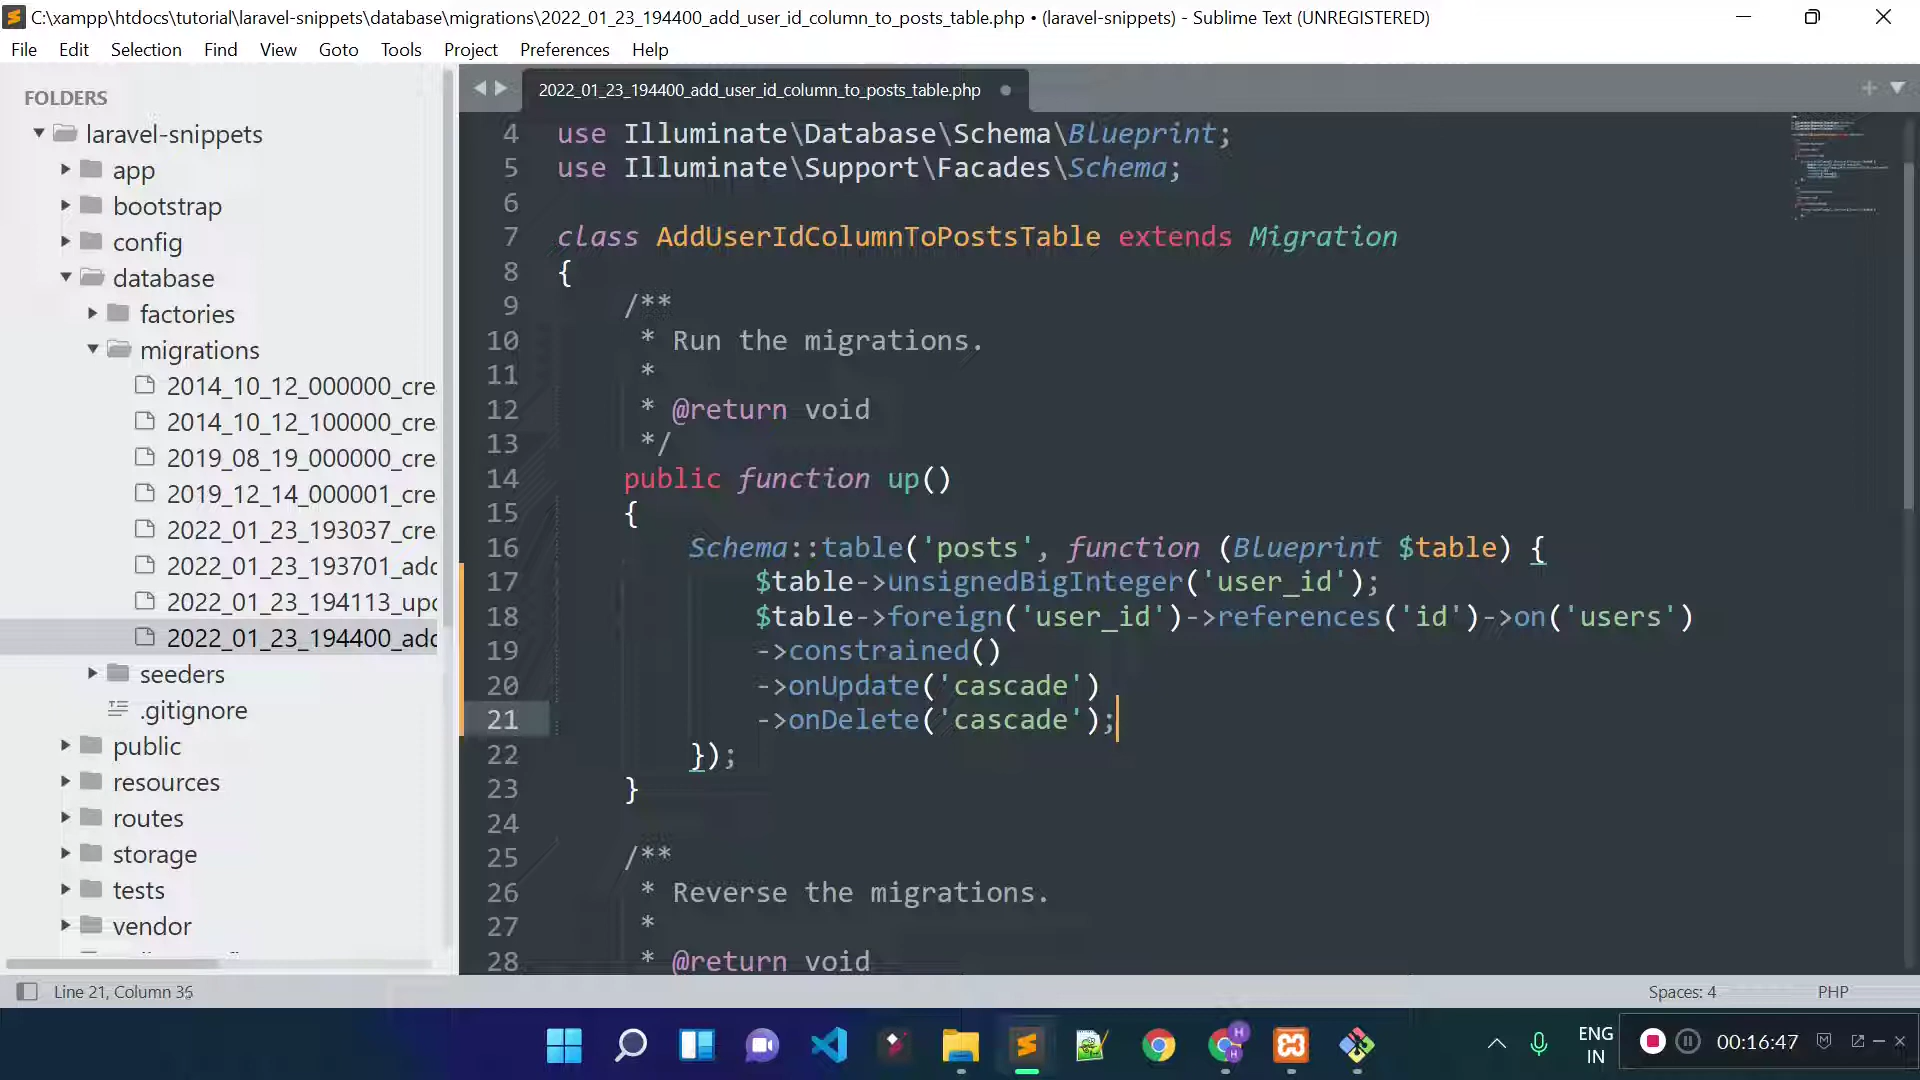 C:\xampp\htdocs\tutorial\laravel-snippets\database\migrations\2022_01_23_194400_add_user_id_column_to_posts_table.php • (laravel-snippets) - Sublime Text (UNREGISTERED)
File Edit Selection Find View Goto Tools Project Preferences Help
FOLDERS
laravel-snippets
app
bootstrap
config
database
factories
migrations
2014_10_12_000000_cre
2014_10_12_100000_cre
2019_08_19_000000_cre
2019_12_14_000001_cre
2022_01_23_193037_cre
2022_01_23_193701_add
2022_01_23_194113_upd
2022_01_23_194400_add
seeders
.gitignore
public
resources
routes
storage
tests
vendor
2022_01_23_194400_add_user_id_column_to_posts_table.php
4 use Illuminate\Database\Schema\Blueprint;
5 use Illuminate\Support\Facades\Schema;
6
7 class AddUserIdColumnToPostsTable extends Migration
8 {
9 /**
10 * Run the migrations.
11 *
12 * @return void
13 */
14 public function up()
15 {
16 Schema::table('posts', function (Blueprint $table) {
17 $table->unsignedBigInteger('user_id');
18 $table->foreign('user_id')->references('id')->on('users')
19 ->constrained()
20 ->onUpdate('cascade')
21 ->onDelete('cascade');
22 });
23 }
24
25 /**
26 * Reverse the migrations.
27 *
28 * @return void
Line 21, Column 35
Spaces: 4
PHP
ENG
IN
00:16:47